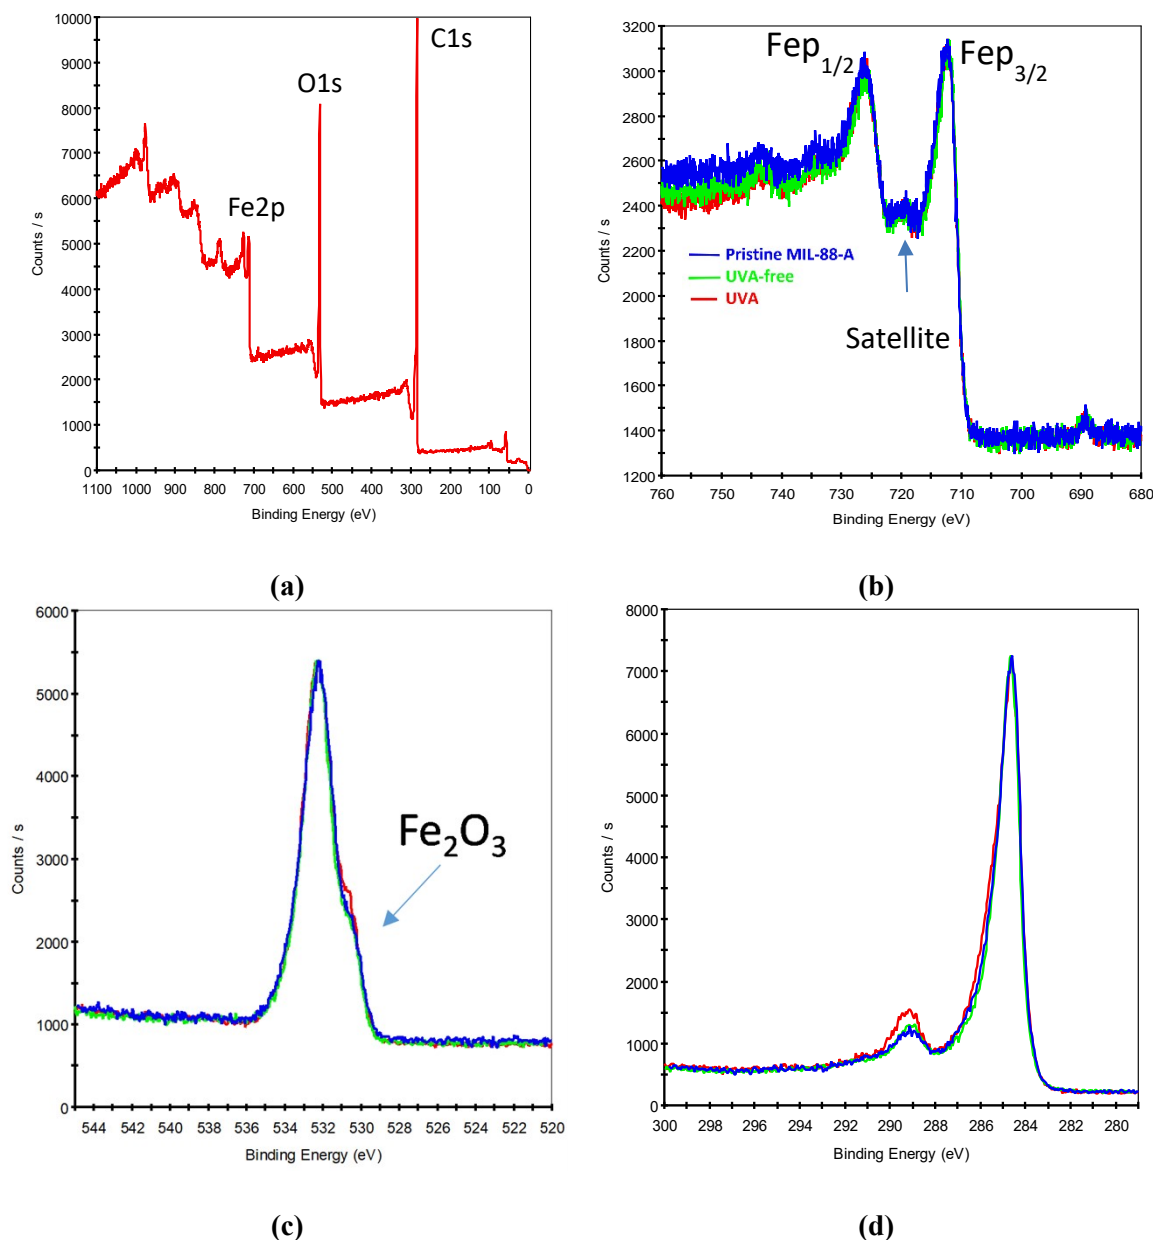 10000
9000
8000
7000
6000
5000
4000
3000
2000
1000
0
Counts / s
C1s
O1s
Fe2p
1100 1000 900 800 700 600 500 400 300 200 100 0
Binding Energy (eV)
(a)
3200
3000
2800
2600
2400
2200
2000
1800
1600
1400
1200
Counts / s
Fep1/2
Fep3/2
Pristine MIL-88-A
UVA-free
UVA
Satellite
760 750 730 720 710 700 690 680
Binding Energy (eV)
(b)
6000
5000
4000
3000
2000
1000
0
Counts / s
Fe2O3
544 542 540 538 536 534 532 530 528 526 524 522 520
Binding Energy (eV)
(c)
8000
7000
6000
5000
4000
3000
2000
1000
0
Counts / s
300 296 294 292 290 288 286 284 282 280
Binding Energy (eV)
(d)